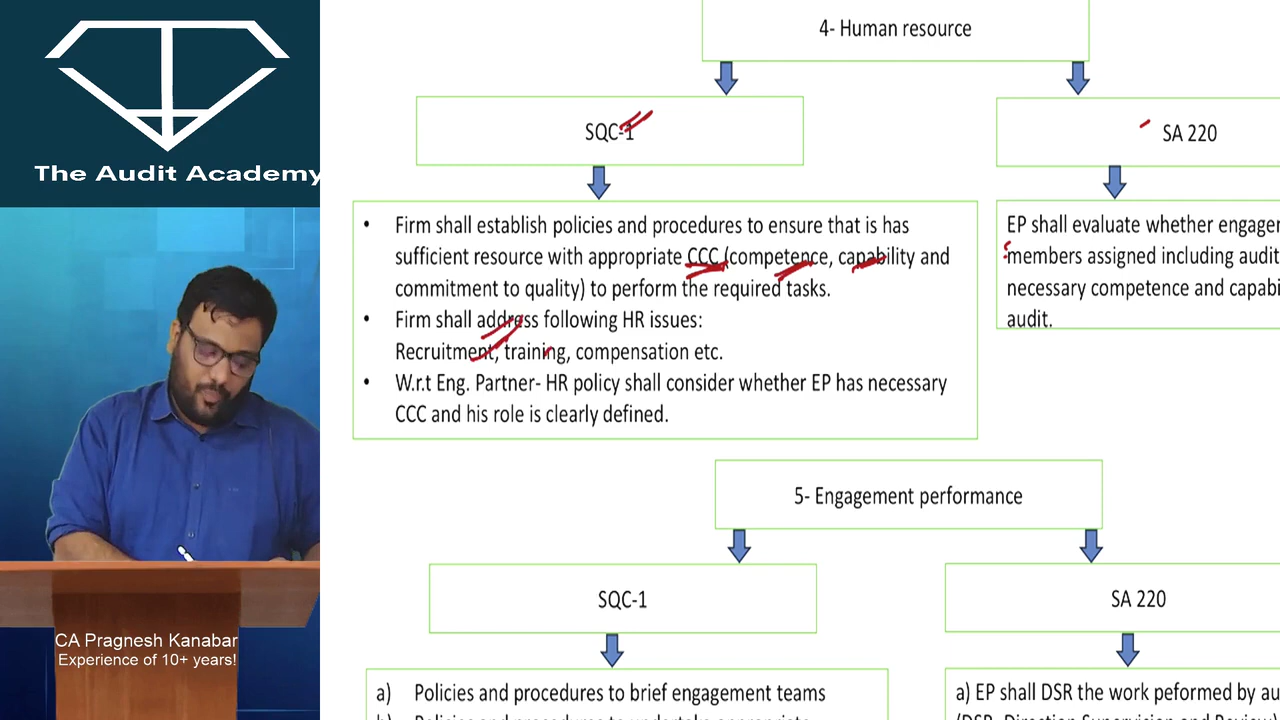 The Audit Academy
CA Pragnesh Kanabar
Experience of 10+ years!
4- Human resource
SQC-1
SA 220
• Firm shall establish policies and procedures to ensure that is has
sufficient resource with appropriate CCC (competence, capability and
commitment to quality) to perform the required tasks.
• Firm shall address following HR issues:
Recruitment, training, compensation etc.
• W.r.t Eng. Partner- HR policy shall consider whether EP has necessary
CCC and his role is clearly defined.
EP shall evaluate whether engager
members assigned including audit
necessary competence and capabi
audit.
5- Engagement performance
SQC-1
SA 220
a) Policies and procedures to brief engagement teams
a) EP shall DSR the work peformed by au